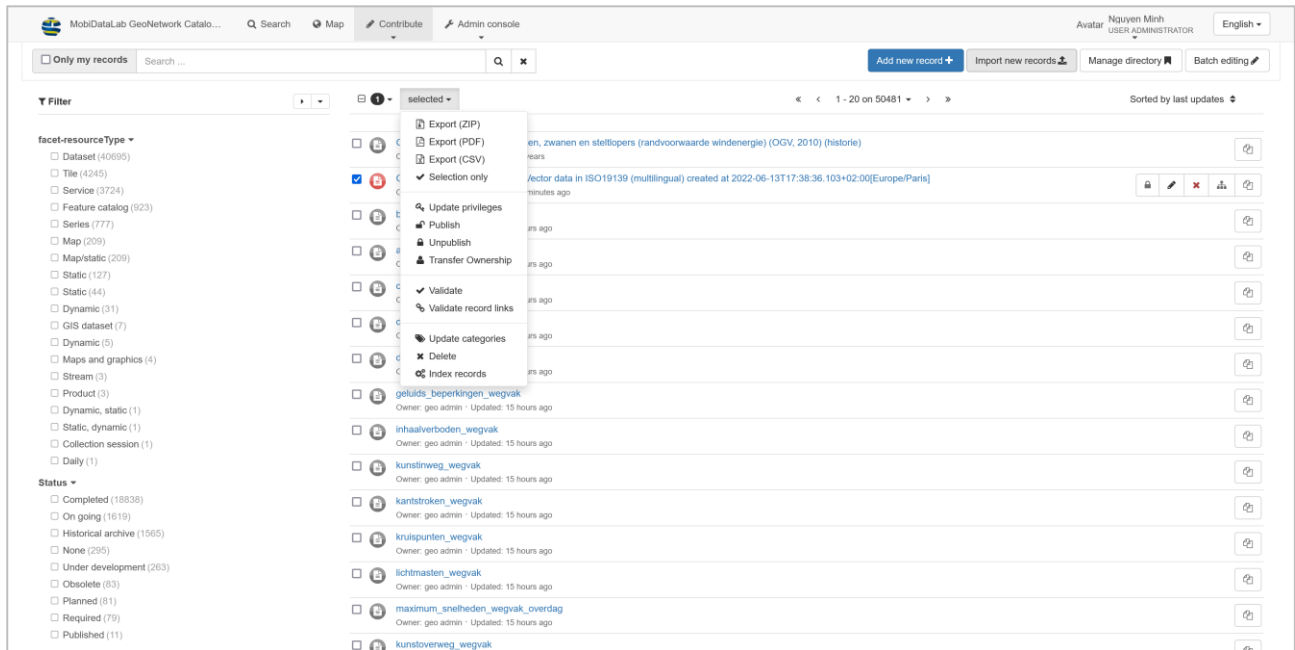 MobiDataLab GeoNetwork Catalo...
Search
Map
Contribute
Admin console
Avatar
Nguyen Minh
USER ADMINISTRATOR
English
Only my records
Search ...
Add new record
Import new records
Manage directory
Batch editing
Filter
1
selected
1 - 20 on 50481
Sorted by last updates
facet-resourceType
Dataset (40695)
Tile (4245)
Service (3724)
Feature catalog (923)
Series (777)
Map (209)
Map/static (209)
Static (127)
Static (44)
Dynamic (31)
GIS dataset (7)
Dynamic (5)
Maps and graphics (4)
Stream (3)
Product (3)
Dynamic, static (1)
Static, dynamic (1)
Collection session (1)
Daily (1)
Status
Completed (18838)
On going (1619)
Historical archive (1565)
None (295)
Under development (263)
Obsolete (83)
Planned (81)
Required (79)
Published (11)
Export (ZIP)
Export (PDF)
Export (CSV)
Selection only
Update privileges
Publish
Unpublish
Transfer Ownership
Validate
Validate record links
Update categories
Delete
Index records
zwanen en steltlopers (randvoorwaarde windenergie) (OGV, 2010) (historie)
Vector data in ISO19139 (multilingual) created at 2022-06-13T17:38:36.103+02:00[Europe/Paris]
minutes ago
ago
ago
ago
ago
ago
geluids_beperkingen_wegvak
Owner: geo admin · Updated: 15 hours ago
inhaalverboden_wegvak
Owner: geo admin · Updated: 15 hours ago
kunstinweg_wegvak
Owner: geo admin · Updated: 15 hours ago
kantstroken_wegvak
Owner: geo admin · Updated: 15 hours ago
kruispunten_wegvak
Owner: geo admin · Updated: 15 hours ago
lichtmasten_wegvak
Owner: geo admin · Updated: 15 hours ago
maximum_snelheden_wegvak_overdag
Owner: geo admin · Updated: 15 hours ago
kunstoverweg_wegvak